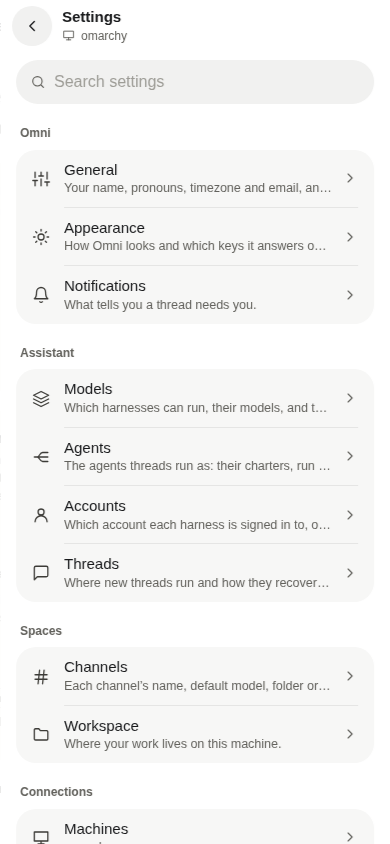 Settings
omarchy
Search settings
Omni
General
Your name, pronouns, timezone and email, an…
Appearance
How Omni looks and which keys it answers o…
Notifications
What tells you a thread needs you.
Assistant
Models
Which harnesses can run, their models, and t…
Agents
The agents threads run as: their charters, run …
Accounts
Which account each harness is signed in to, o…
Threads
Where new threads run and how they recover…
Spaces
Channels
Each channel’s name, default model, folder or…
Workspace
Where your work lives on this machine.
Connections
Machines